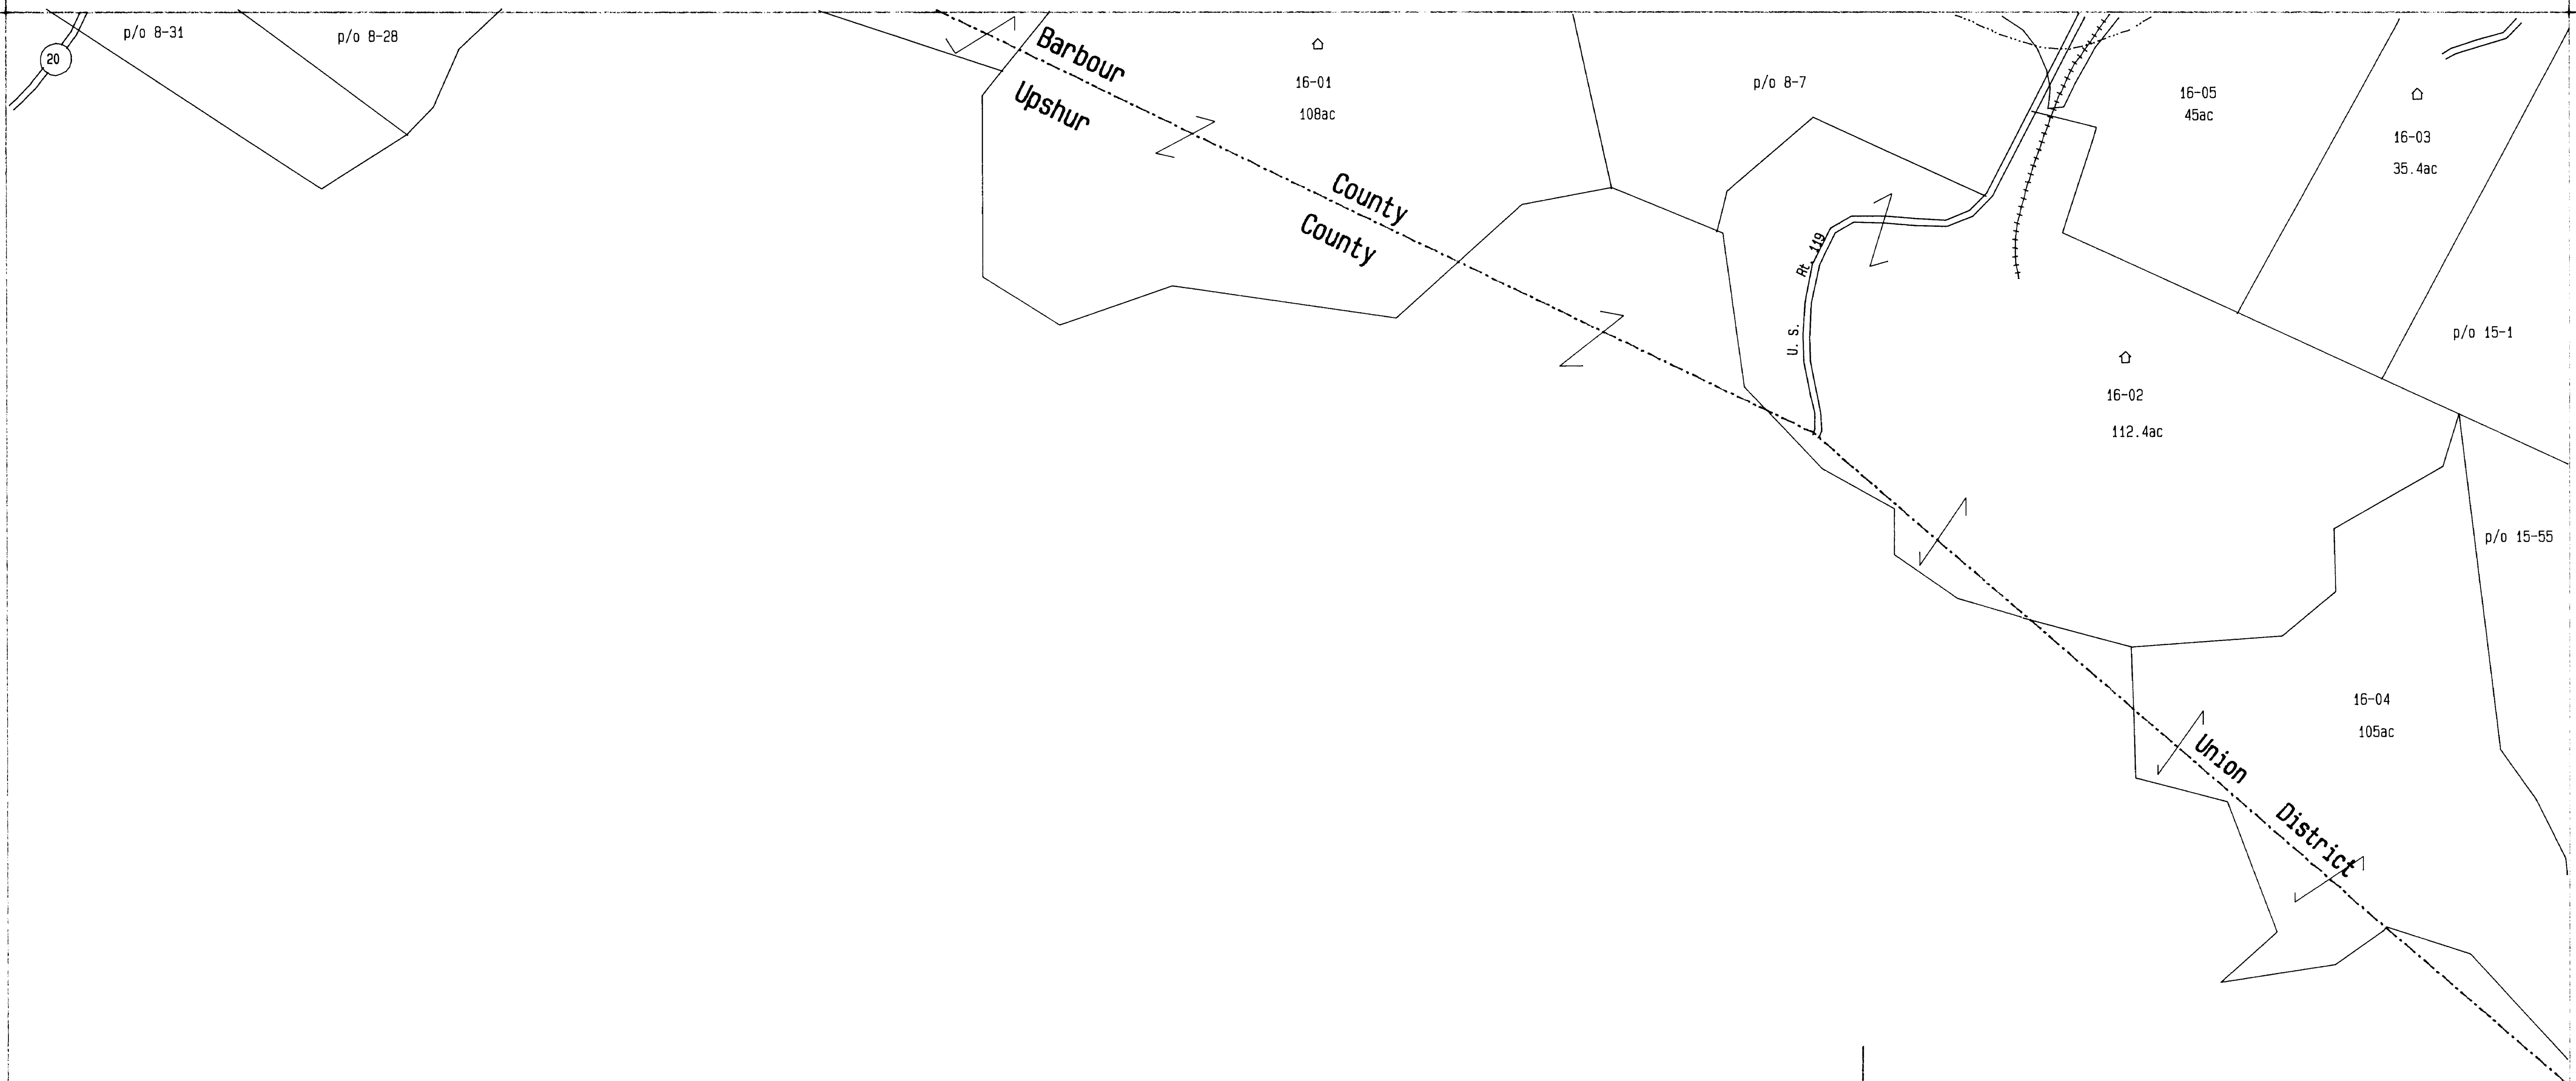 p/o 8-31
p/o 8-28
20
Barbour
Upshur
County
County
16-01
108ac
p/o 8-7
16-05
45ac
16-03
35.4ac
U.S. Rt. 119
p/o 15-1
16-02
112.4ac
p/o 15-55
16-04
105ac
Union District